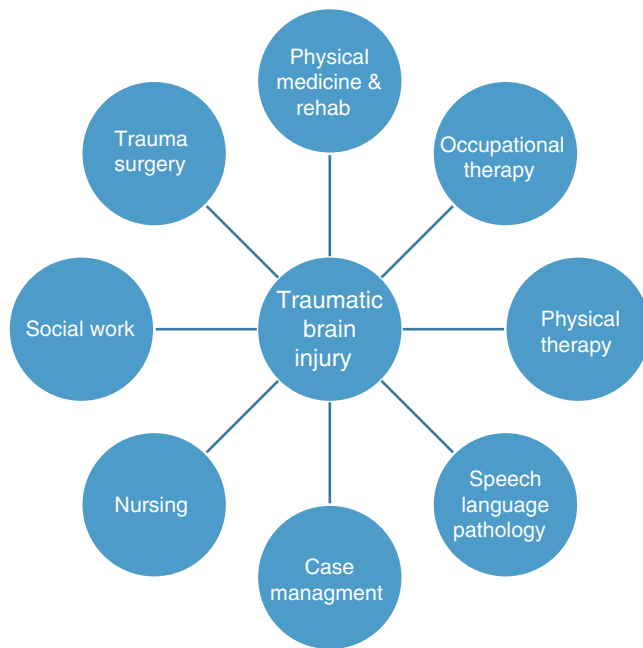 Physical
medicine &
rehab
Occupational
therapy
Physical
therapy
Speech
language
pathology
Case
managment
Nursing
Social work
Trauma
surgery
Traumatic
brain
injury